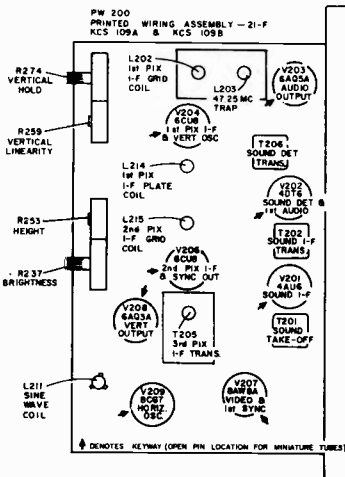 PW 200
PRINTED WIRING ASSEMBLY — 21-F
KCS 109A & KCS 109B
R274
VERTICAL
HOLD
L202
1st PIX
I-F GRID
COIL
L203
47.25 MC
TRAP
V203
6AQ5A
AUDIO
OUTPUT
V204
6CU8
1st PIX I-F
& VERT OSC
R259
VERTICAL
LINEARITY
T206
SOUND DET
TRANS.
L214
1st PIX
I-F PLATE
COIL
V202
4DT6
SOUND DET &
1st AUDIO
R253
HEIGHT
L215
2nd PIX
I-F GRID
COIL
T202
SOUND I-F
TRANS.
V206
6CU8
2nd PIX I-F
& SYNC OUT
R237
BRIGHTNESS
V201
4AU6
SOUND I-F
V208
6AQ5A
VERT
OUTPUT
T205
3rd PIX
I-F TRANS.
T201
SOUND
TAKE-OFF
L211
SINE
WAVE
COIL
V209
6CG7
HORIZ.
OSC.
V207
8AW8A
VIDEO &
1st SYNC
DENOTES KEYWAY (OPEN PIN LOCATION FOR MINIATURE TUBES)